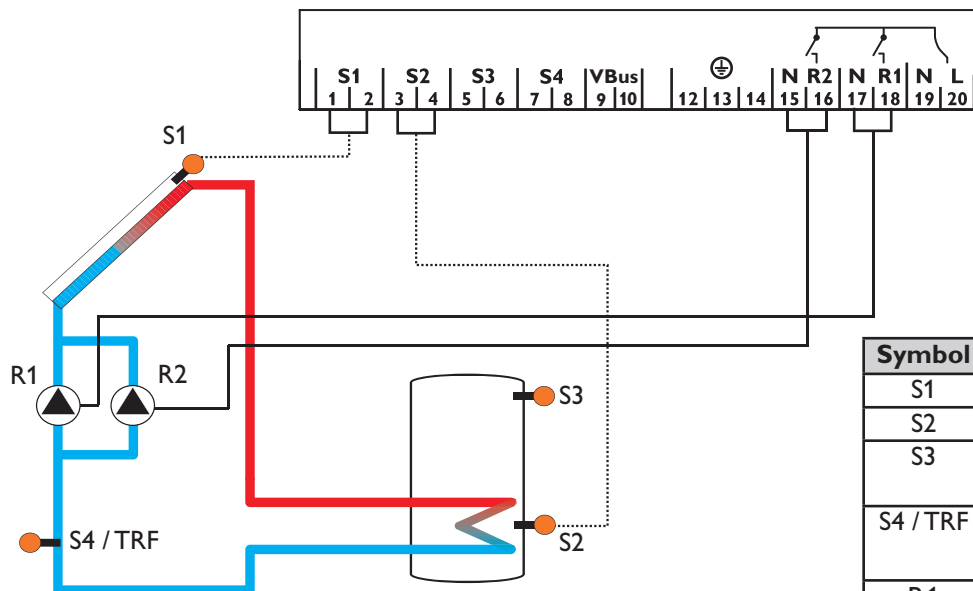 S1 S2 S3 S4 VBus N R2 N R1 N L
1 2 3 4 5 6 7 8 9 10 12 13 14 15 16 17 18 19 20
S1
R1
R2
S3
S2
S4 / TRF
Symbol
S1
S2
S3
S4 / TRF